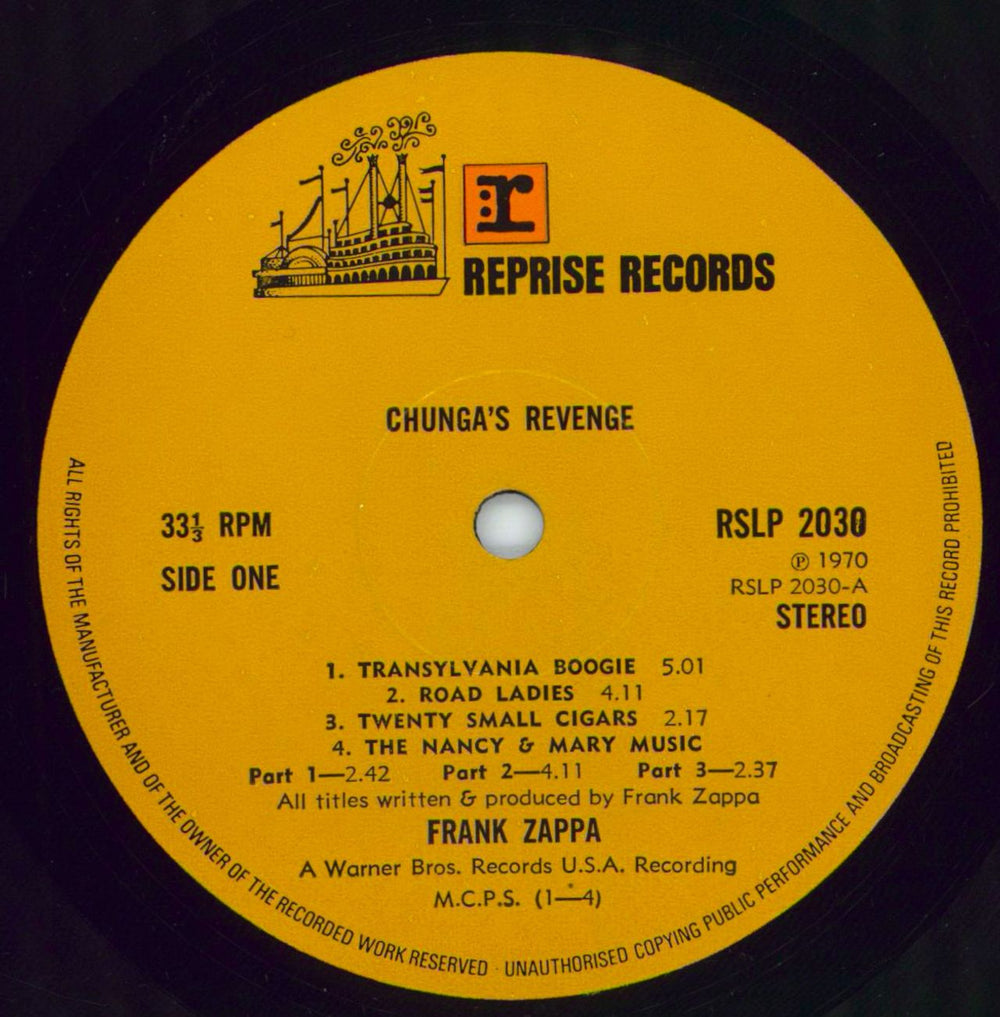 r
REPRISE RECORDS
CHUNGA'S REVENGE
33⅓ RPM
SIDE ONE
RSLP 2030
℗ 1970
RSLP 2030-A
STEREO
1. TRANSYLVANIA BOOGIE 5.01
2. ROAD LADIES 4.11
3. TWENTY SMALL CIGARS 2.17
4. THE NANCY & MARY MUSIC
Part 1—2.42 Part 2—4.11 Part 3—2.37
All titles written & produced by Frank Zappa
FRANK ZAPPA
A Warner Bros. Records U.S.A. Recording
M.C.P.S. (1—4)
ALL RIGHTS OF THE MANUFACTURER AND OF THE OWNER OF THE RECORDED WORK RESERVED · UNAUTHORISED COPYING PUBLIC PERFORMANCE AND BROADCASTING OF THIS RECORD PROHIBITED